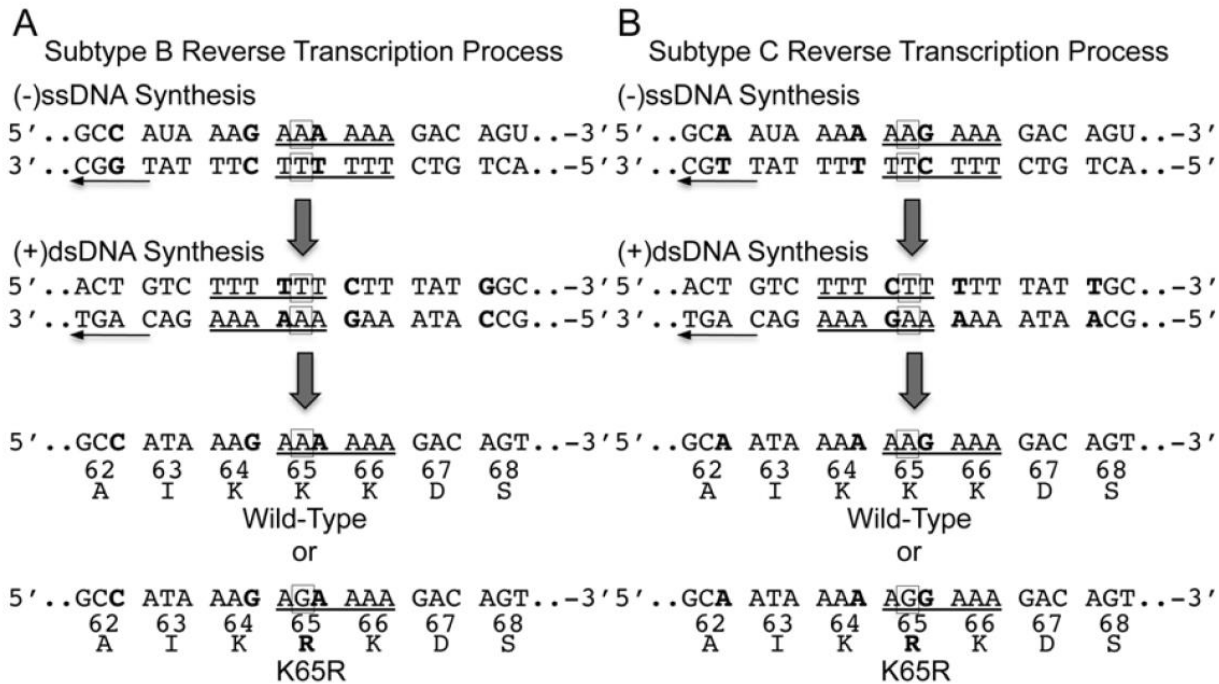 A
Subtype B Reverse Transcription Process
(-)ssDNA Synthesis
5’..GCC AUA AAG AAA AAA GAC AGU..-3’
3’..CGG TAT TTC TTT TTT CTG TCA..-5’
(+)dsDNA Synthesis
5’..ACT GTC TTT TTT CTT TAT GGC..-3’
3’..TGA CAG AAA AAA GAA ATA CCG..-5’
5’..GCC ATA AAG AAA AAA GAC AGT..-3’
62 63 64 65 66 67 68
A I K K K D S
Wild-Type
or
5’..GCC ATA AAG AGA AAA GAC AGT..-3’
62 63 64 65 66 67 68
A I K R K D S
K65R
B
Subtype C Reverse Transcription Process
(-)ssDNA Synthesis
5’..GCA AUA AAA AAG AAA GAC AGU..-3’
3’..CGT TAT TTT TTC TTT CTG TCA..-5’
(+)dsDNA Synthesis
5’..ACT GTC TTT CTT TTT TAT TGC..-3’
3’..TGA CAG AAA GAA AAA ATA ACG..-5’
5’..GCA ATA AAA AAG AAA GAC AGT..-3’
62 63 64 65 66 67 68
A I K K K D S
Wild-Type
or
5’..GCA ATA AAA AGG AAA GAC AGT..-3’
62 63 64 65 66 67 68
A I K R K D S
K65R